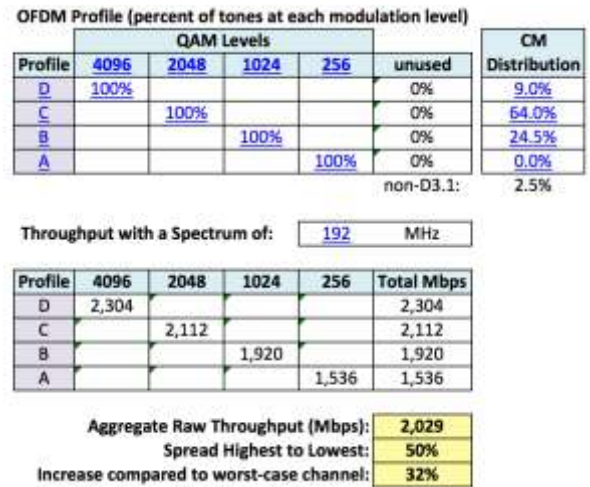 OFDM Profile (percent of tones at each modulation level)
QAM Levels CM
Profile 4096 2048 1024 256 unused Distribution
D 100% 0% 9.0%
C 100% 0% 64.0%
B 100% 0% 24.5%
A 100% 0% 0.0%
non-D3.1: 2.5%
Throughput with a Spectrum of: 192 MHz
Profile 4096 2048 1024 256 Total Mbps
D 2,304 2,304
C 2,112 2,112
B 1,920 1,920
A 1,536 1,536
Aggregate Raw Throughput (Mbps): 2,029
Spread Highest to Lowest: 50%
Increase compared to worst-case channel: 32%